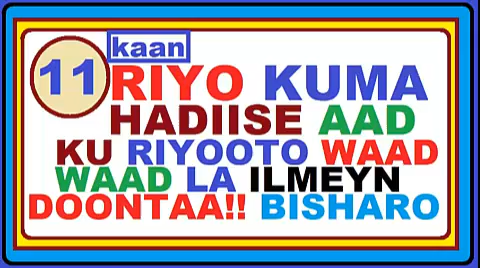 kaan
11 RIYO KUMA
HADIISE AAD
KU RIYOOTO WAAD
WAAD LA ILMEYN
DOONTAA!! BISHARO